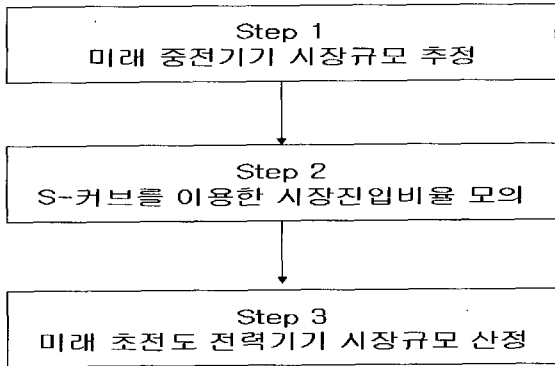 Step 1
미래 중전기기 시장규모 추정
Step 2
S-커브를 이용한 시장진입비율 모의
Step 3
미래 초전도 전력기기 시장규모 산정